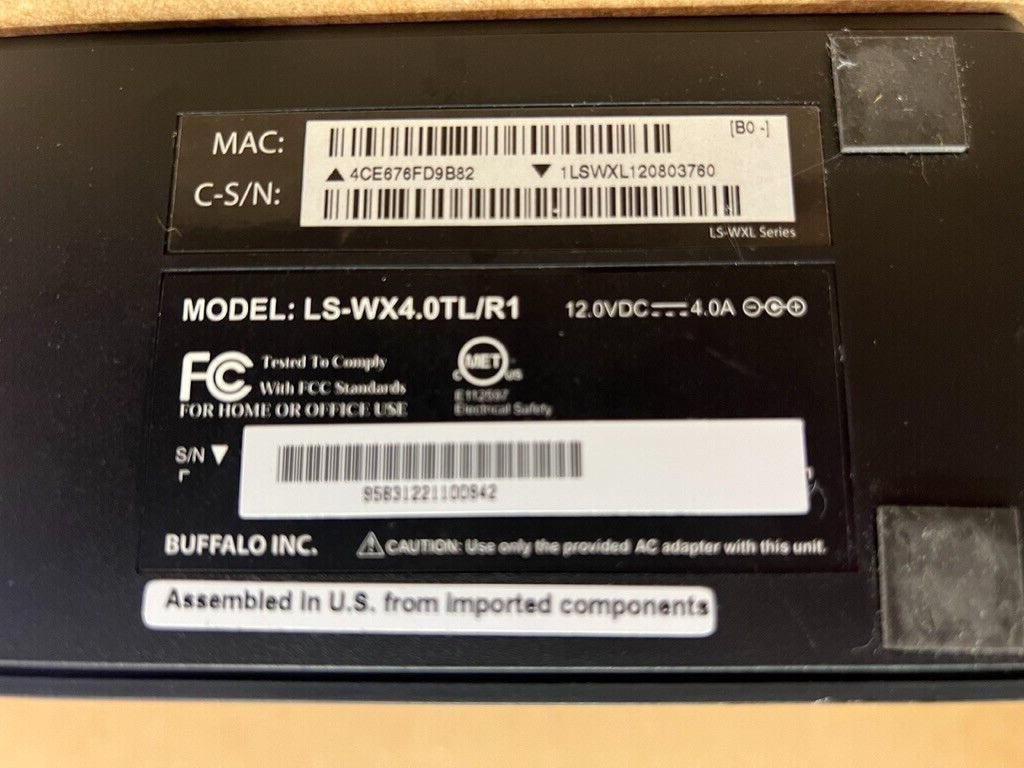 MAC:
[B0 -]
▲ 4CE676FD9B82 ▼ 1LSWXL120803760
C-S/N:
LS-WXL Series
MODEL: LS-WX4.0TL/R1 12.0VDC⎓4.0A
FC Tested To Comply
With FCC Standards
FOR HOME OR OFFICE USE
c MET US
E112597
Electrical Safety
S/N ▼
95831221100842
BUFFALO INC. ⚠ CAUTION: Use only the provided AC adapter with this unit.
Assembled In U.S. from Imported components